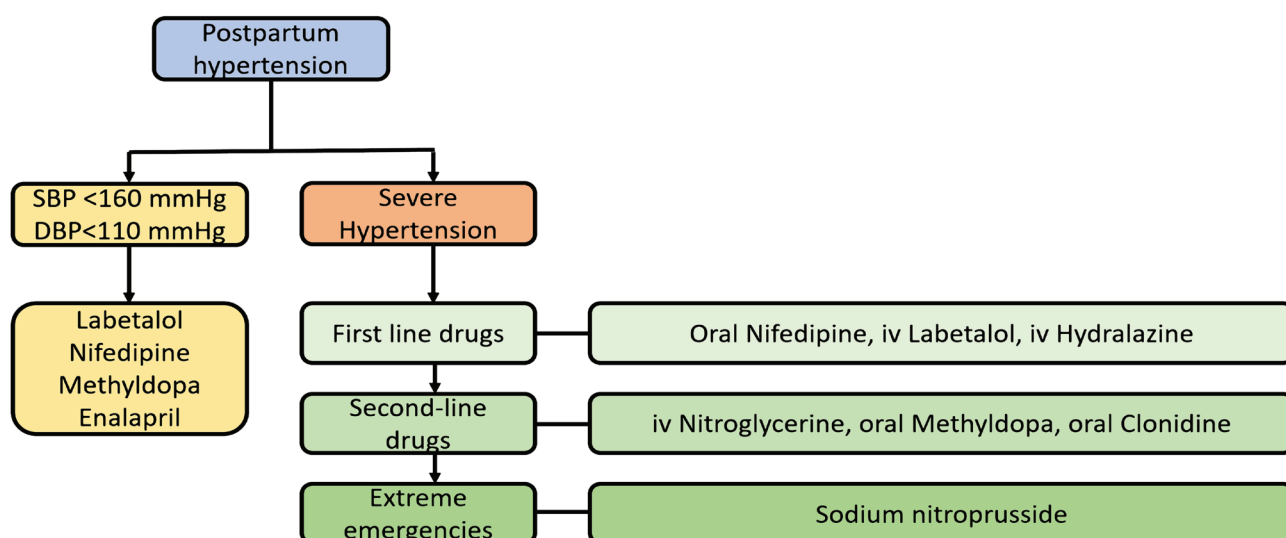 Postpartum
hypertension
SBP <160 mmHg
DBP<110 mmHg
Severe
Hypertension
Labetalol
Nifedipine
Methyldopa
Enalapril
First line drugs
Oral Nifedipine, iv Labetalol, iv Hydralazine
Second-line
drugs
iv Nitroglycerine, oral Methyldopa, oral Clonidine
Extreme
emergencies
Sodium nitroprusside